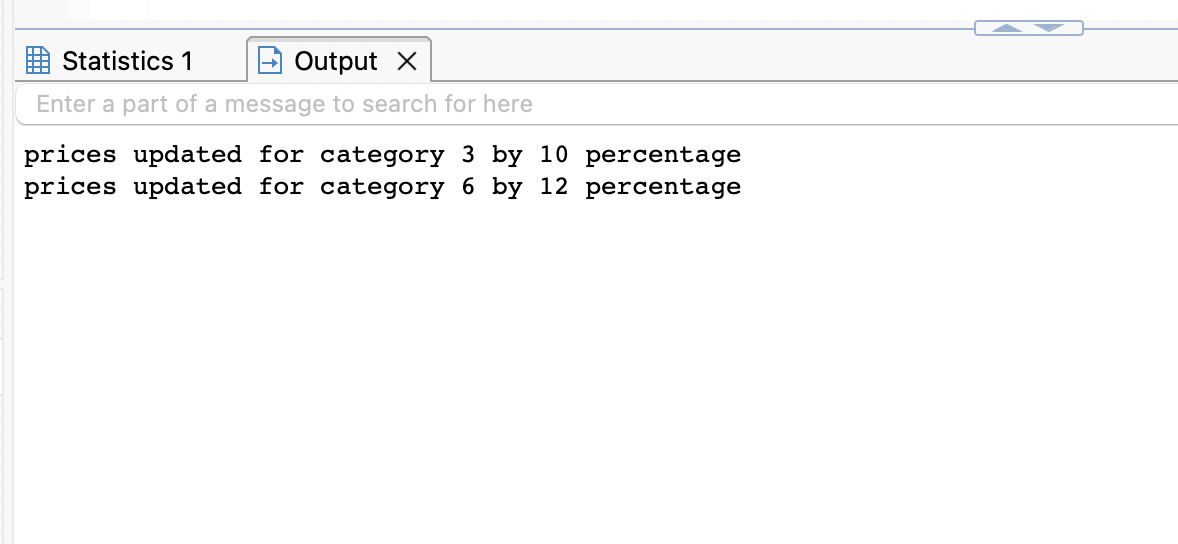 Statistics 1 Output
Enter a part of a message to search for here
prices updated for category 3 by 10 percentage
prices updated for category 6 by 12 percentage